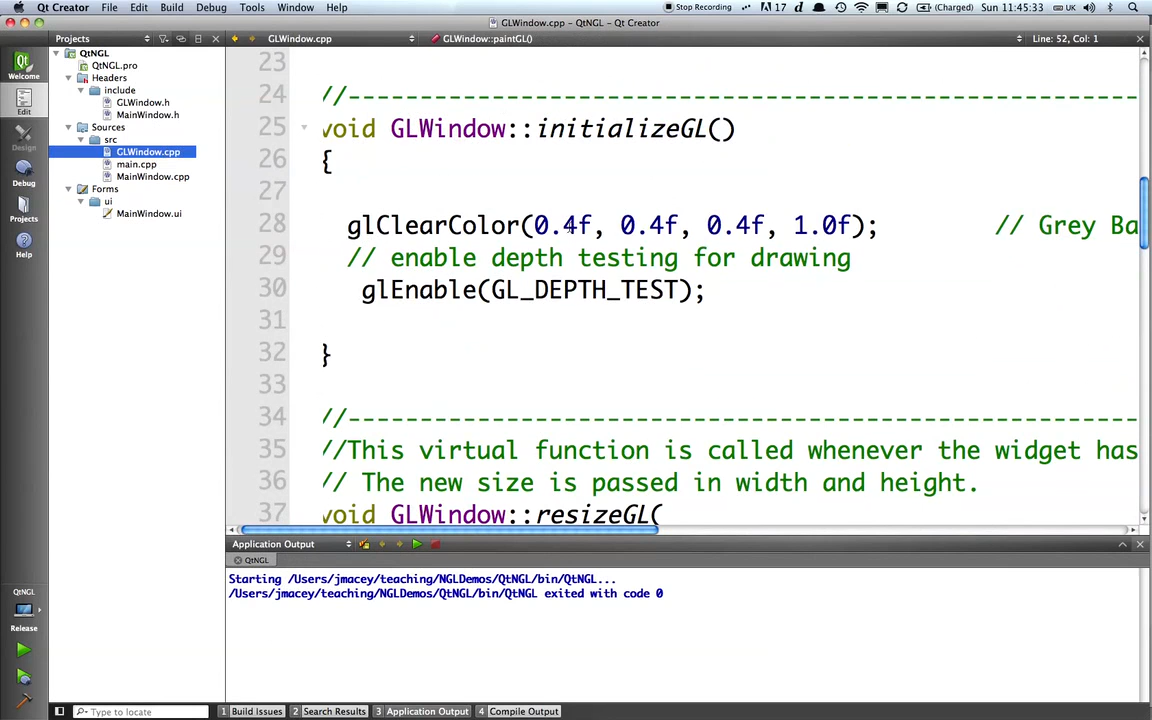 Qt Creator File Edit Build Debug Tools Window Help Stop Recording 17 (Charged) UK Sun 11:45:33
GLWindow.cpp - QtNGL - Qt Creator
Projects GLWindow.cpp GLWindow::paintGL() Line: 52, Col: 1
Welcome
Edit
Design
Debug
Projects
Help
QtNGL
Release
QtNGL
QtNGL.pro
Headers
include
GLWindow.h
MainWindow.h
Sources
src
GLWindow.cpp
main.cpp
MainWindow.cpp
Forms
ui
MainWindow.ui
23
24 //--------------------------------------------------------
25 void GLWindow::initializeGL()
26 {
27
28 glClearColor(0.4f, 0.4f, 0.4f, 1.0f); // Grey Ba
29 // enable depth testing for drawing
30 glEnable(GL_DEPTH_TEST);
31
32 }
33
34 //--------------------------------------------------------
35 //This virtual function is called whenever the widget has
36 // The new size is passed in width and height.
37 void GLWindow::resizeGL(
Application Output
QtNGL
Starting /Users/jmacey/teaching/NGLDemos/QtNGL/bin/QtNGL...
/Users/jmacey/teaching/NGLDemos/QtNGL/bin/QtNGL exited with code 0
Type to locate 1 Build Issues 2 Search Results 3 Application Output 4 Compile Output